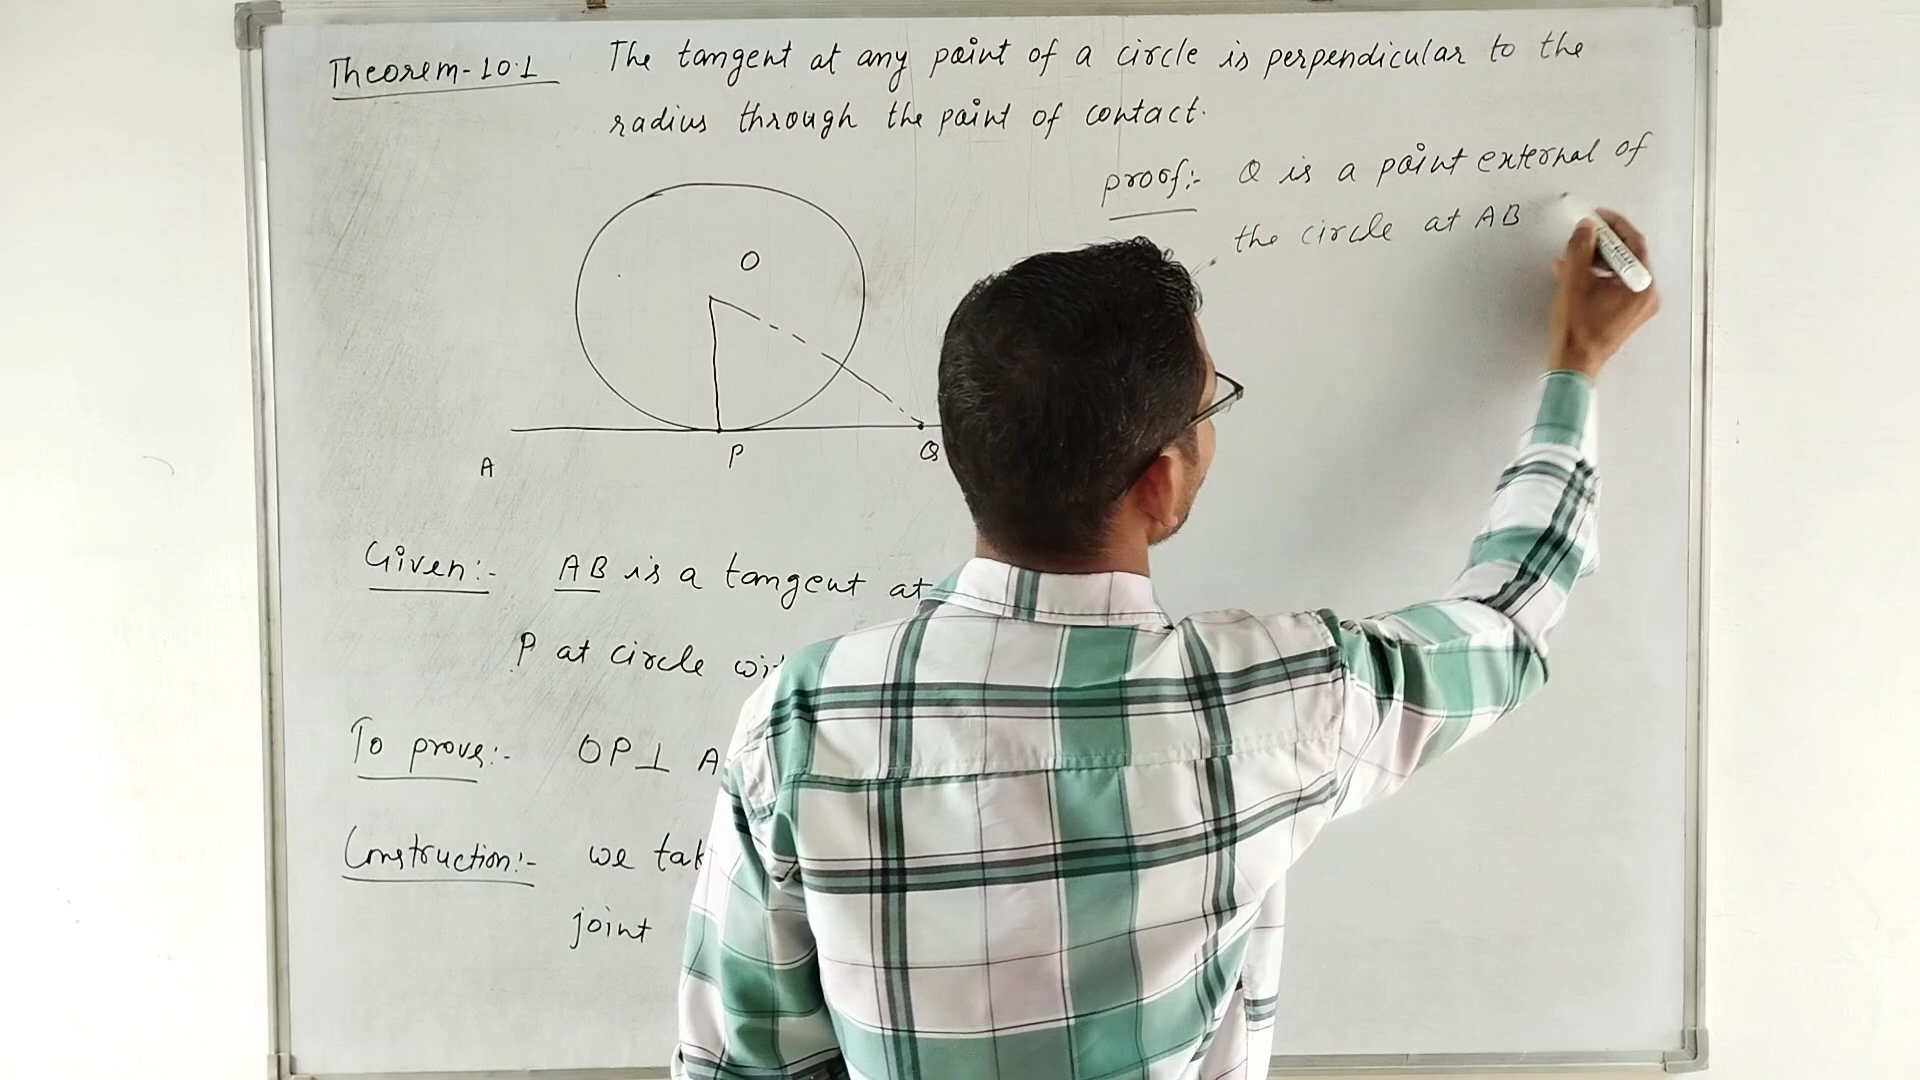 Theorem-10.1 The tangent at any point of a circle is perpendicular to the
radius through the point of contact.
proof:- Q is a point external of
the circle at AB
O
A P Q
Given:- AB is a tangent at
P at circle
To prove:- OP⊥ A
Construction:- we
joint